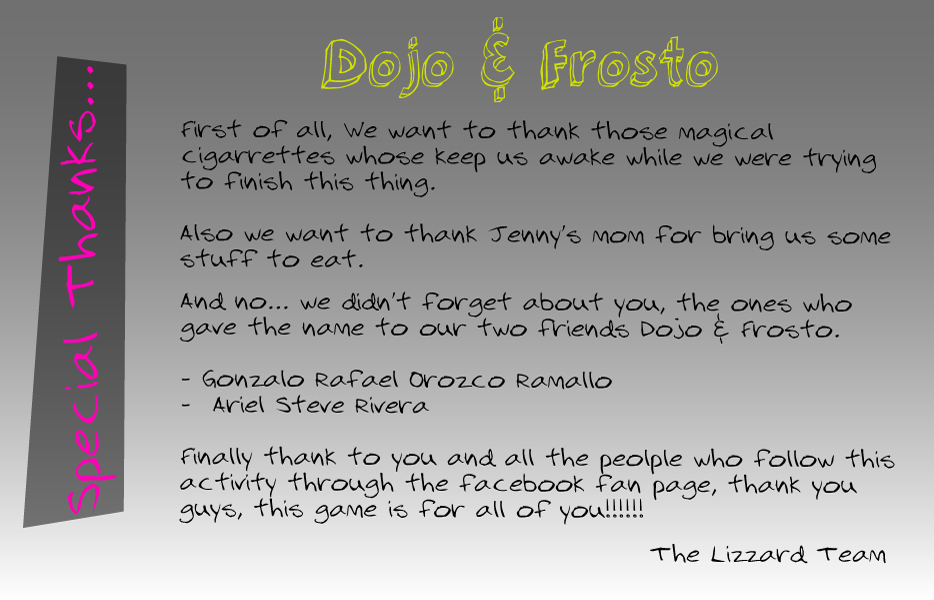 Dojo & Frosto
Special Thanks...
First of all, We want to thank those magical
cigarrettes whose keep us awake while we were trying
to finish this thing.
Also we want to thank Jenny's mom for bring us some
stuff to eat.
And no... we didn't forget about you, the ones who
gave the name to our two friends Dojo & Frosto.
- Gonzalo Rafael Orozco Ramallo
- Ariel Steve Rivera
Finally thank to you and all the peolple who follow this
activity through the facebook fan page, thank you
guys, this game is for all of you!!!!!!
The Lizzard Team